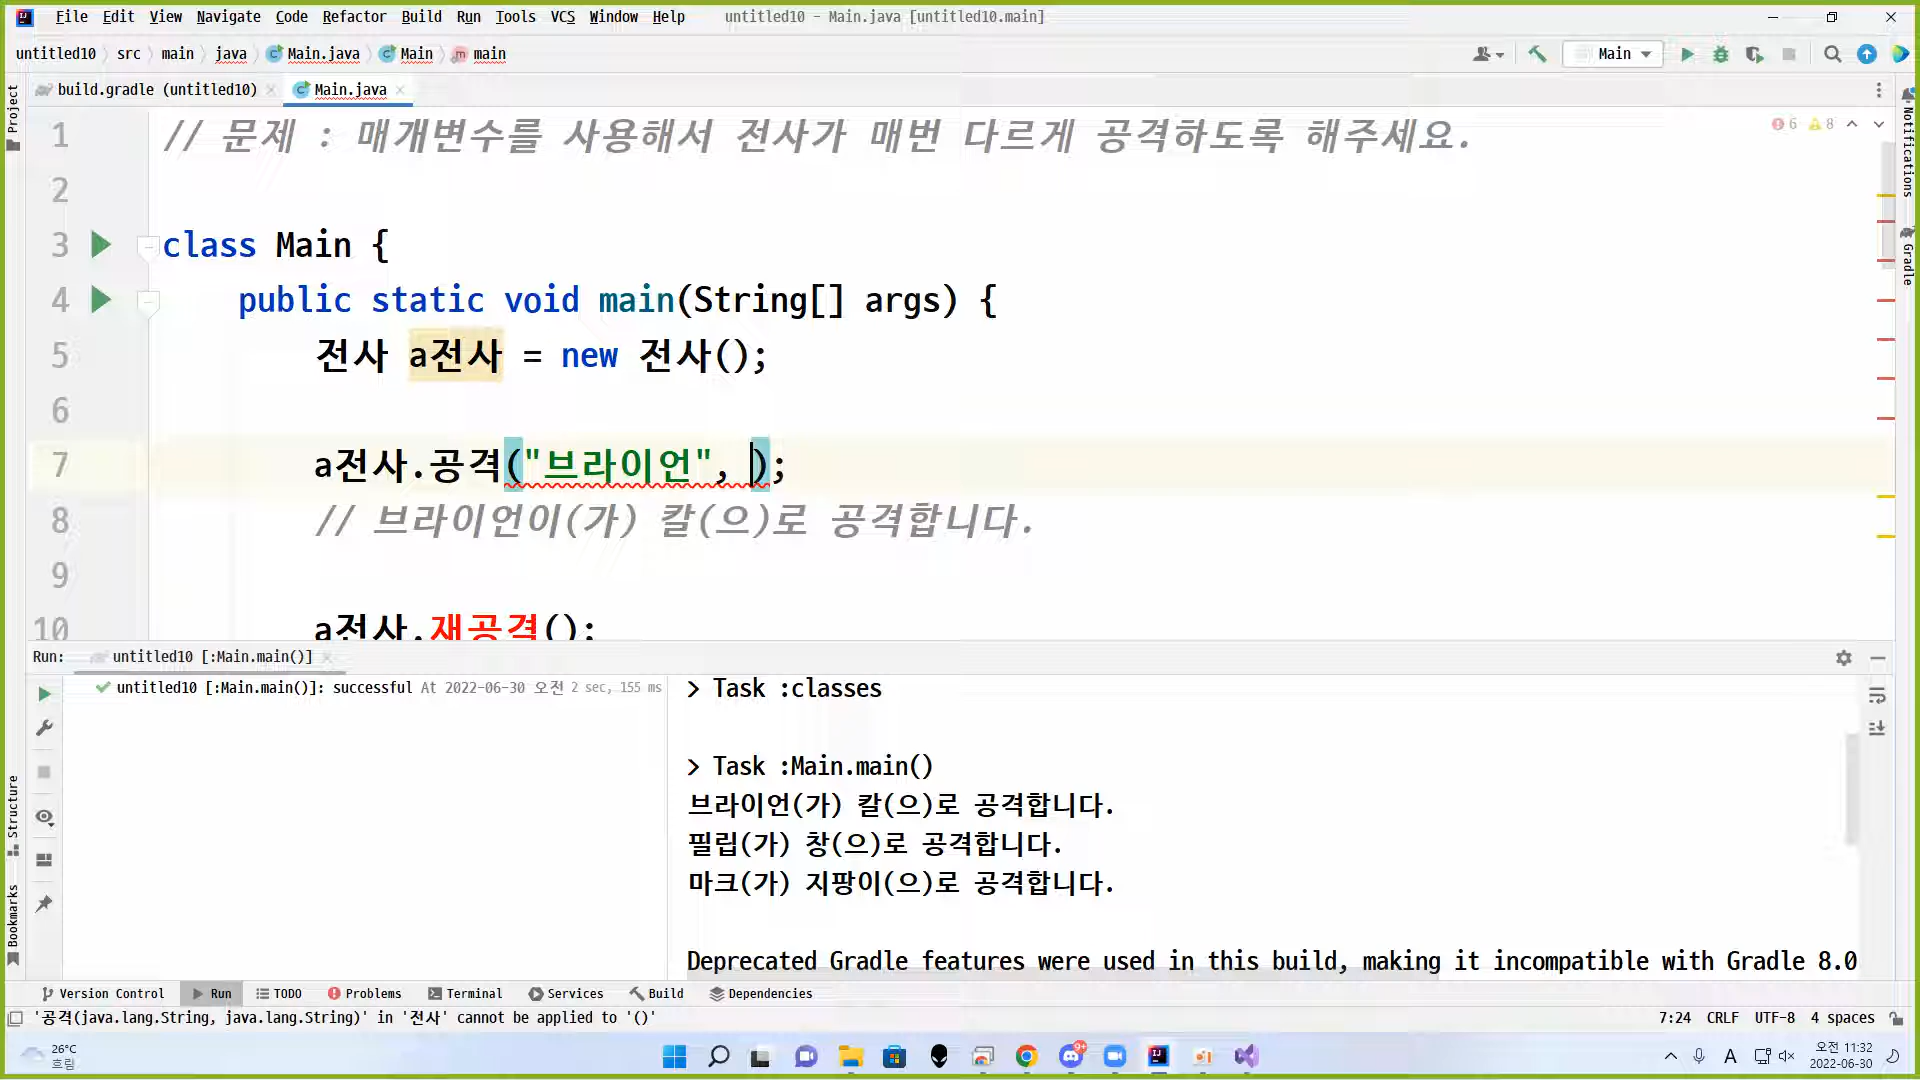 File Edit View Navigate Code Refactor Build Run Tools VCS Window Help untitled10 - Main.java [untitled10.main]
untitled10 src main java Main.java Main main
Main
build.gradle (untitled10) Main.java
Project
Notifications
Gradle
6 8
1 // 문제 : 매개변수를 사용해서 전사가 매번 다르게 공격하도록 해주세요.
2
3 class Main {
4 public static void main(String[] args) {
5 전사 a전사 = new 전사();
6
7 a전사.공격("브라이언", );
8 // 브라이언이(가) 칼(으)로 공격합니다.
9
10 a전사.재공격();
Run: untitled10 [:Main.main()]
untitled10 [:Main.main()]: successful At 2022-06-30 오전 2 sec, 155 ms
> Task :classes
> Task :Main.main()
브라이언(가) 칼(으)로 공격합니다.
필립(가) 창(으)로 공격합니다.
마크(가) 지팡이(으)로 공격합니다.
Deprecated Gradle features were used in this build, making it incompatible with Gradle 8.0
Structure
Bookmarks
Version Control Run TODO Problems Terminal Services Build Dependencies
'공격(java.lang.String, java.lang.String)' in '전사' cannot be applied to '()'
7:24 CRLF UTF-8 4 spaces
26°C
흐림
9+
A
오전 11:32
2022-06-30